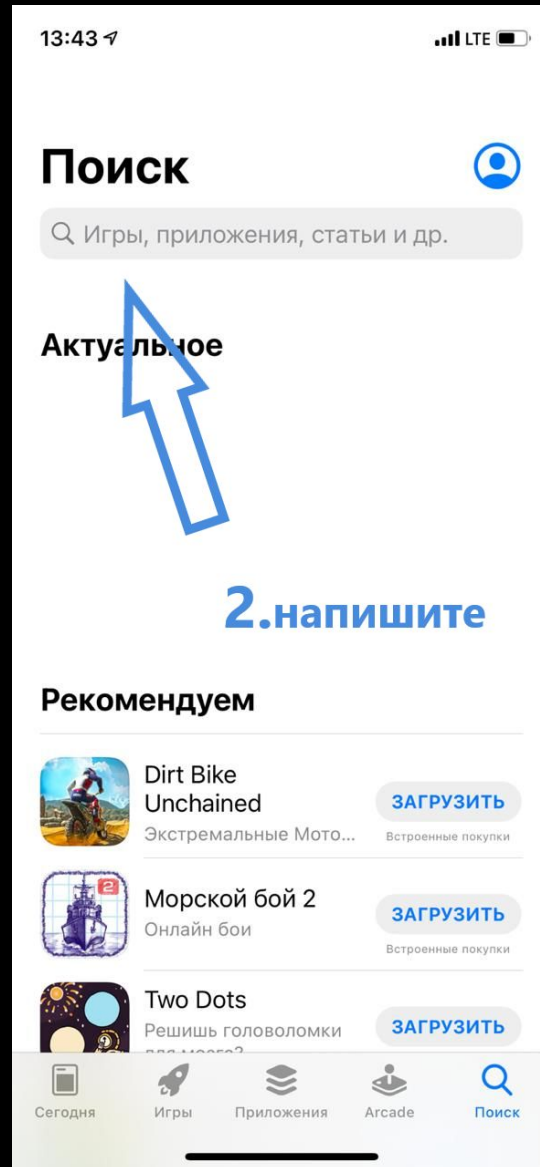 13:43
LTE
Поиск
Игры, приложения, статьи и др.
Актуальное
2.напишите
Рекомендуем
Dirt Bike
Unchained
Экстремальные Мото...
ЗАГРУЗИТЬ
Встроенные покупки
2
Морской бой 2
Онлайн бои
ЗАГРУЗИТЬ
Встроенные покупки
Two Dots
Решишь головоломки
ЗАГРУЗИТЬ
Сегодня
Игры
Приложения
Arcade
Поиск